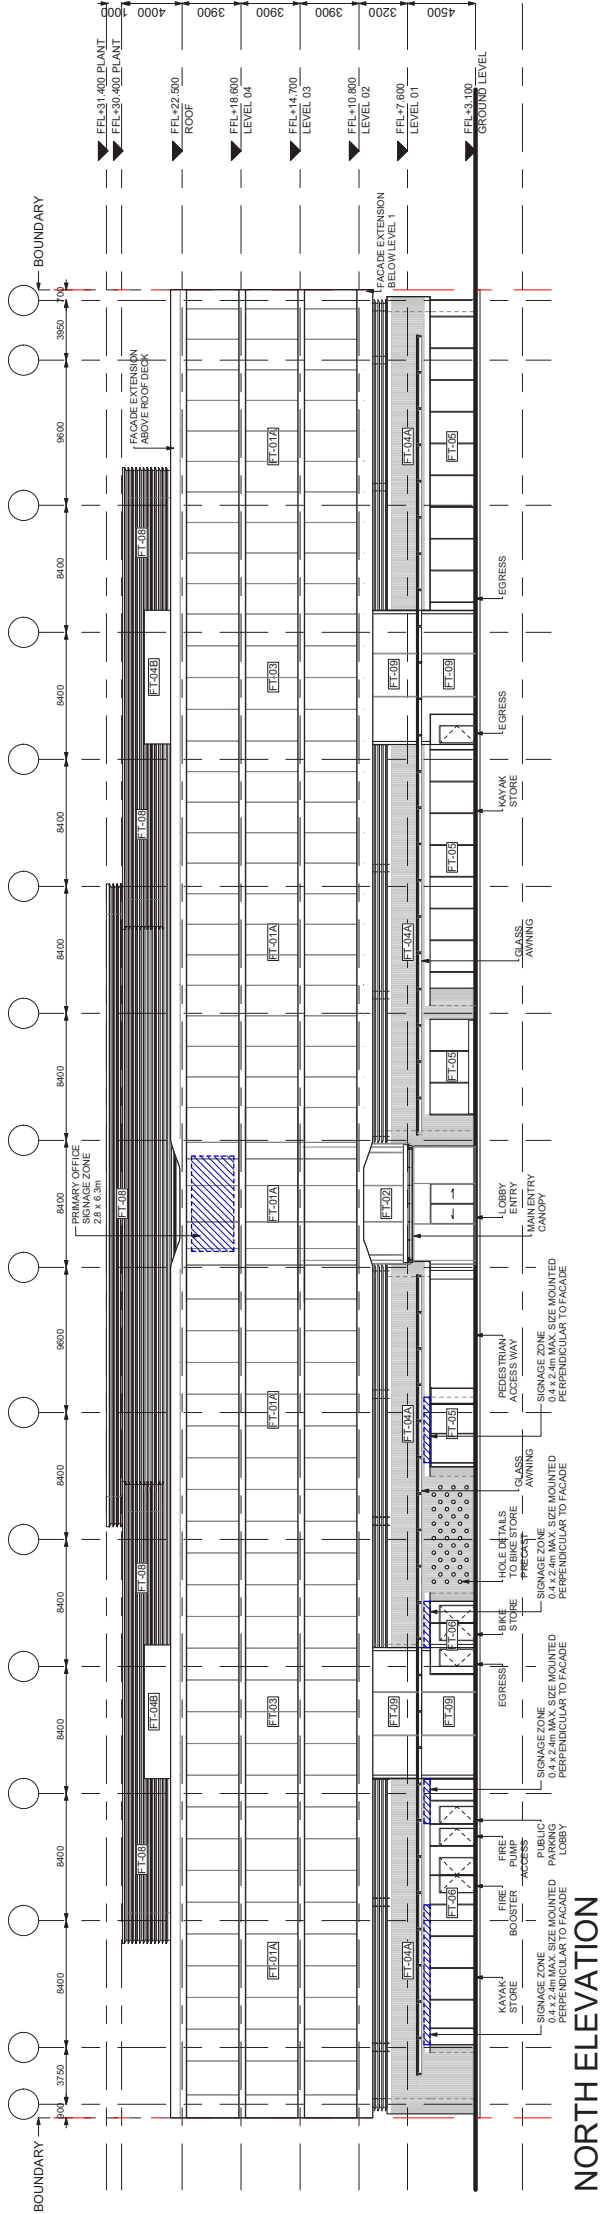 BOUNDARY
900
3750
8400
8400
8400
8400
8400
9600
8400
8400
8400
8400
8400
8400
9600
3950
700
BOUNDARY
1000
4000
3900
3900
3900
3200
4500
FFL+31.400 PLANT
FFL+30.400 PLANT
FFL+22.500
ROOF
FFL+18.600
LEVEL 04
FFL+14.700
LEVEL 03
FFL+10.800
LEVEL 02
FFL+7.600
LEVEL 01
FFL+3.100
GROUND LEVEL
PRIMARY OFFICE
SIGNAGE ZONE
2.8 x 6.3m
FACADE EXTENSION
ABOVE ROOF DECK
FACADE EXTENSION
BELOW LEVEL 1
FT-08
FT-08
FT-08
FT-08
FT-08
FT-04B
FT-04B
FT-01A
FT-03
FT-01A
FT-01A
FT-01A
FT-03
FT-01A
FT-09
FT-02
FT-09
FT-04A
FT-04A
FT-04A
FT-04A
FT-06
FT-09
FT-06
FT-05
FT-05
FT-05
FT-09
FT-05
KAYAK
STORE
FIRE
BOOSTER
FIRE
PUMP
ACCESS
PUBLIC
PARKING
LOBBY
EGRESS
BIKE
STORE
HOLE DETAILS
TO BIKE STORE
PRECAST
GLASS
AWNING
PEDESTRIAN
ACCESS WAY
LOBBY
ENTRY
MAIN ENTRY
CANOPY
GLASS
AWNING
KAYAK
STORE
EGRESS
EGRESS
SIGNAGE ZONE
0.4 x 2.4m MAX. SIZE MOUNTED
PERPENDICULAR TO FACADE
SIGNAGE ZONE
0.4 x 2.4m MAX. SIZE MOUNTED
PERPENDICULAR TO FACADE
SIGNAGE ZONE
0.4 x 2.4m MAX. SIZE MOUNTED
PERPENDICULAR TO FACADE
SIGNAGE ZONE
0.4 x 2.4m MAX. SIZE MOUNTED
PERPENDICULAR TO FACADE
NORTH ELEVATION